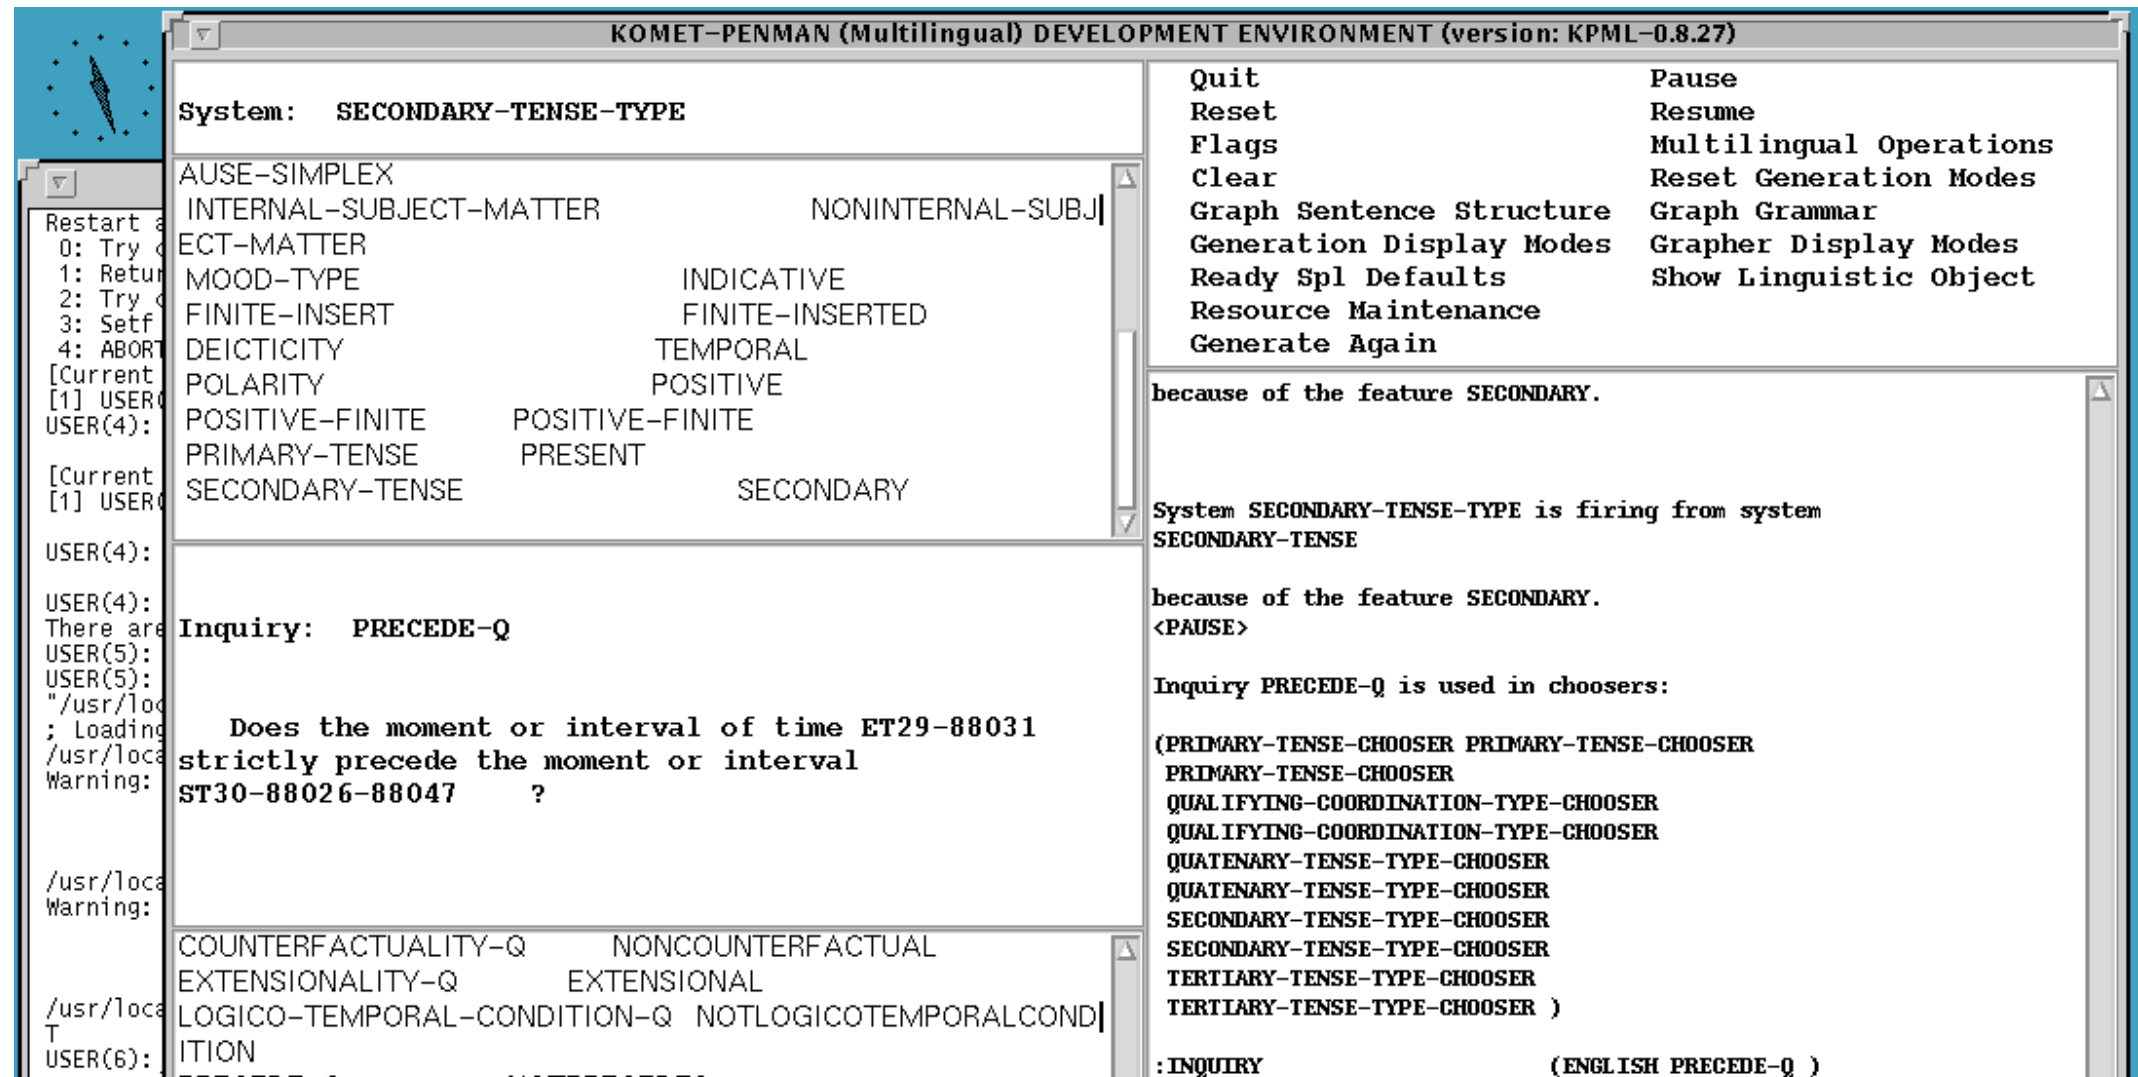 KOMET-PENMAN (Multilingual) DEVELOPMENT ENVIRONMENT (version: KPML-0.8.27)
System: SECONDARY-TENSE-TYPE
AUSE-SIMPLEX
INTERNAL-SUBJECT-MATTER NONINTERNAL-SUBJ
ECT-MATTER
MOOD-TYPE INDICATIVE
FINITE-INSERT FINITE-INSERTED
DEICTICITY TEMPORAL
POLARITY POSITIVE
POSITIVE-FINITE POSITIVE-FINITE
PRIMARY-TENSE PRESENT
SECONDARY-TENSE SECONDARY
Inquiry: PRECEDE-Q
Does the moment or interval of time ET29-88031
strictly precede the moment or interval
ST30-88026-88047 ?
COUNTERFACTUALITY-Q NONCOUNTERFACTUAL
EXTENSIONALITY-Q EXTENSIONAL
LOGICO-TEMPORAL-CONDITION-Q NOTLOGICOTEMPORALCOND
ITION
Quit Pause
Reset Resume
Flags Multilingual Operations
Clear Reset Generation Modes
Graph Sentence Structure Graph Grammar
Generation Display Modes Grapher Display Modes
Ready Spl Defaults Show Linguistic Object
Resource Maintenance
Generate Again
because of the feature SECONDARY.
System SECONDARY-TENSE-TYPE is firing from system
SECONDARY-TENSE
because of the feature SECONDARY.
<PAUSE>
Inquiry PRECEDE-Q is used in choosers:
(PRIMARY-TENSE-CHOOSER PRIMARY-TENSE-CHOOSER
PRIMARY-TENSE-CHOOSER
QUALIFYING-COORDINATION-TYPE-CHOOSER
QUALIFYING-COORDINATION-TYPE-CHOOSER
QUATENARY-TENSE-TYPE-CHOOSER
QUATENARY-TENSE-TYPE-CHOOSER
SECONDARY-TENSE-TYPE-CHOOSER
SECONDARY-TENSE-TYPE-CHOOSER
TERTIARY-TENSE-TYPE-CHOOSER
TERTIARY-TENSE-TYPE-CHOOSER )
:INQUIRY (ENGLISH PRECEDE-Q )
Restart
0: Try
1: Retur
2: Try
3: Setf
4: ABORT
[Current
[1] USER(
USER(4):
[Current
[1] USER(
USER(4):
USER(4):
There are
USER(5):
USER(5):
"/usr/loc
; Loading
/usr/loca
Warning:
/usr/loca
Warning:
/usr/loca
T
USER(6):